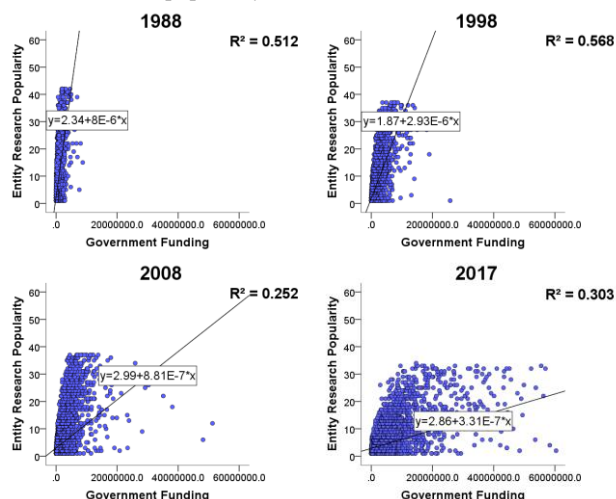 1988
R² = 0.512
Entity Research Popularity
60
50
40
30
20
10
0
y=2.34+8E-6*x
.0 20000000.0 40000000.0 60000000.0
Government Funding
1998
R² = 0.568
Entity Research Popularity
60
50
40
30
20
10
0
y=1.87+2.93E-6*x
.0 20000000.0 40000000.0 60000000.0
Government Funding
2008
R² = 0.252
Entity Research Popularity
60
50
40
30
20
10
0
y=2.99+8.81E-7*x
.0 20000000.0 40000000.0 60000000.0
Government Funding
2017
R² = 0.303
Entity Research Popularity
60
50
40
30
20
10
0
y=2.86+3.31E-7*x
.0 20000000.0 40000000.0 60000000.0
Government Funding